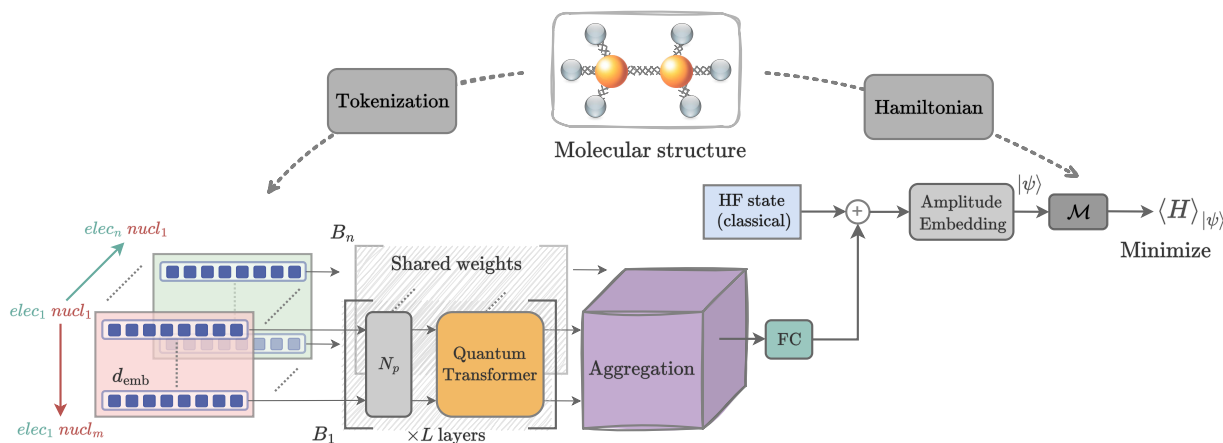 Tokenization
Hamiltonian
Molecular structure
HF state
(classical)
+
Amplitude
Embedding
|ψ⟩
ℳ
⟨H⟩|ψ⟩
Minimize
elecₙ nucl₁
elec₁ nucl₁
elec₁ nuclₘ
d_emb
Bₙ
Shared weights
Nₚ
Quantum
Transformer
B₁
×L layers
Aggregation
FC